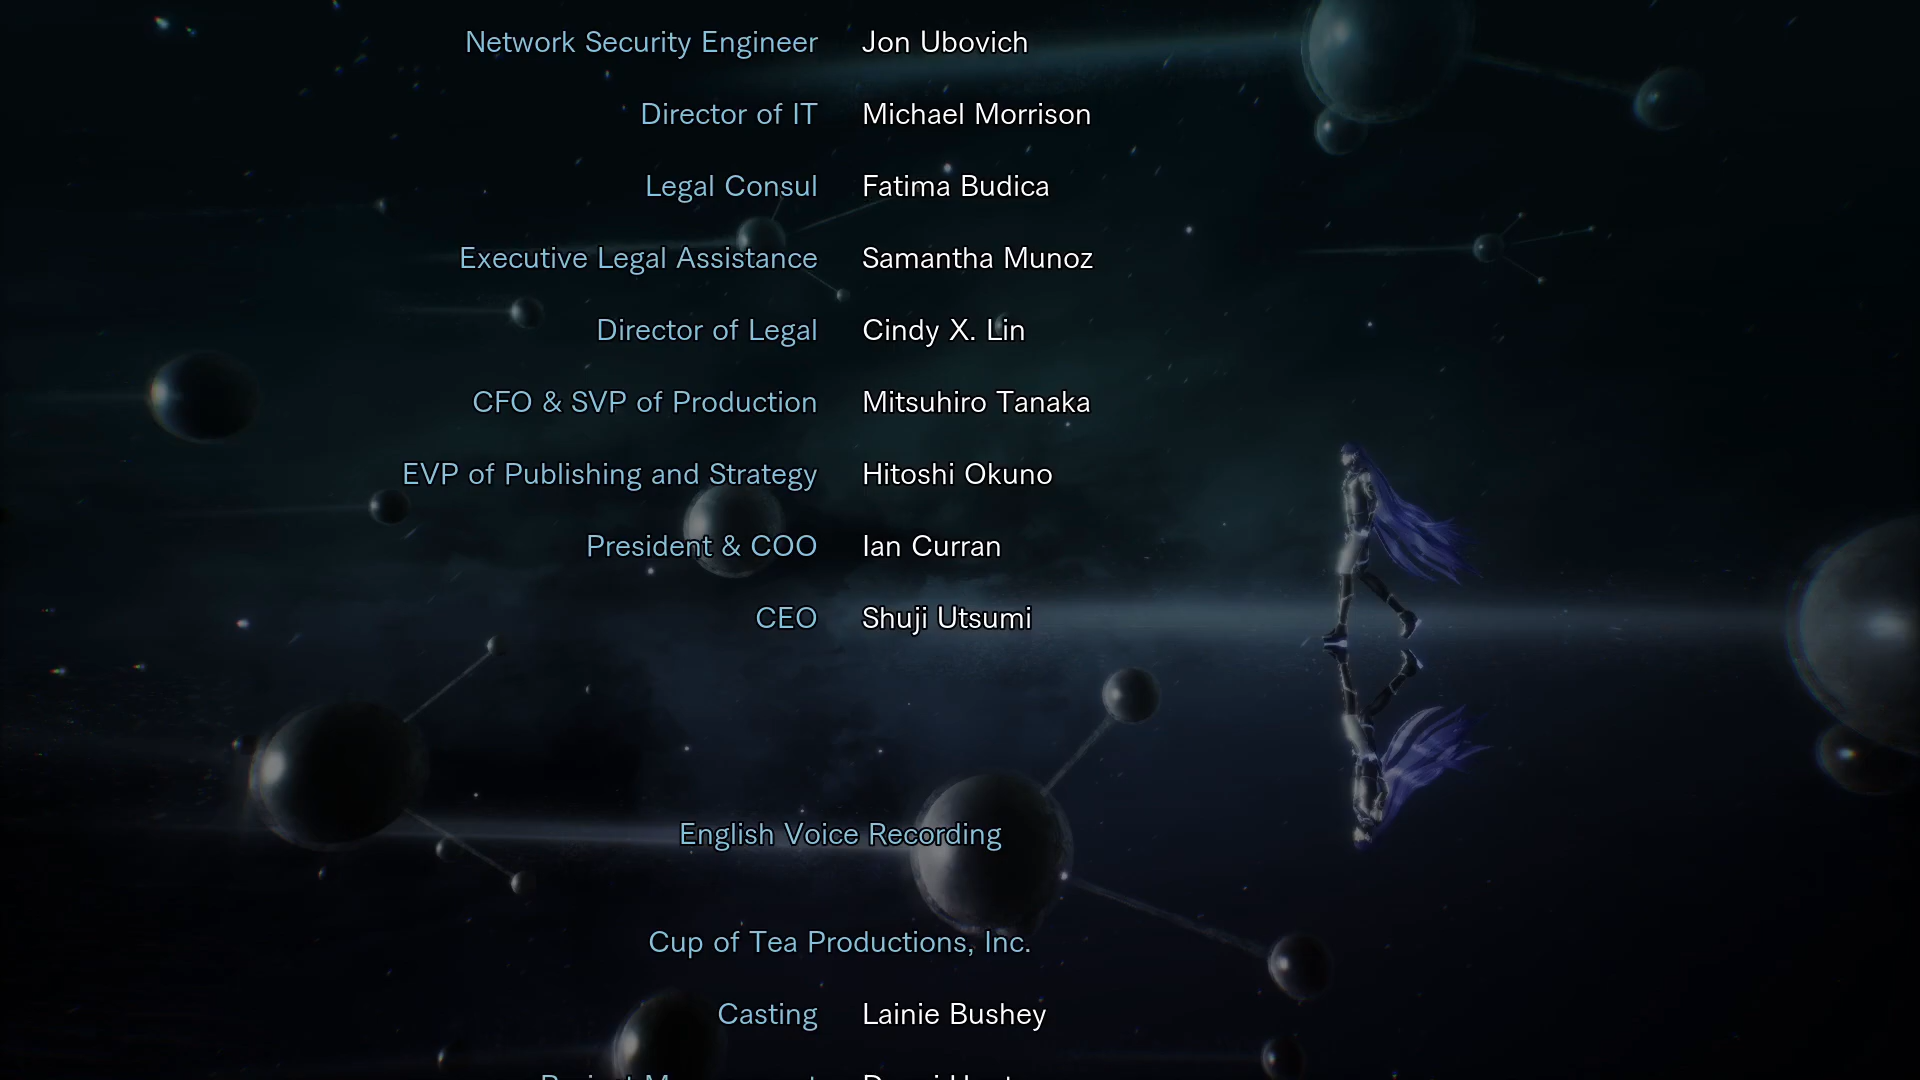 Network Security Engineer Jon Ubovich
Director of IT Michael Morrison
Legal Consul Fatima Budica
Executive Legal Assistance Samantha Munoz
Director of Legal Cindy X. Lin
CFO & SVP of Production Mitsuhiro Tanaka
EVP of Publishing and Strategy Hitoshi Okuno
President & COO Ian Curran
CEO Shuji Utsumi
English Voice Recording
Cup of Tea Productions, Inc.
Casting Lainie Bushey